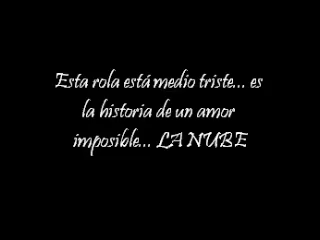 Esta rola está medio triste... es
la historia de un amor
imposible... LA NUBE